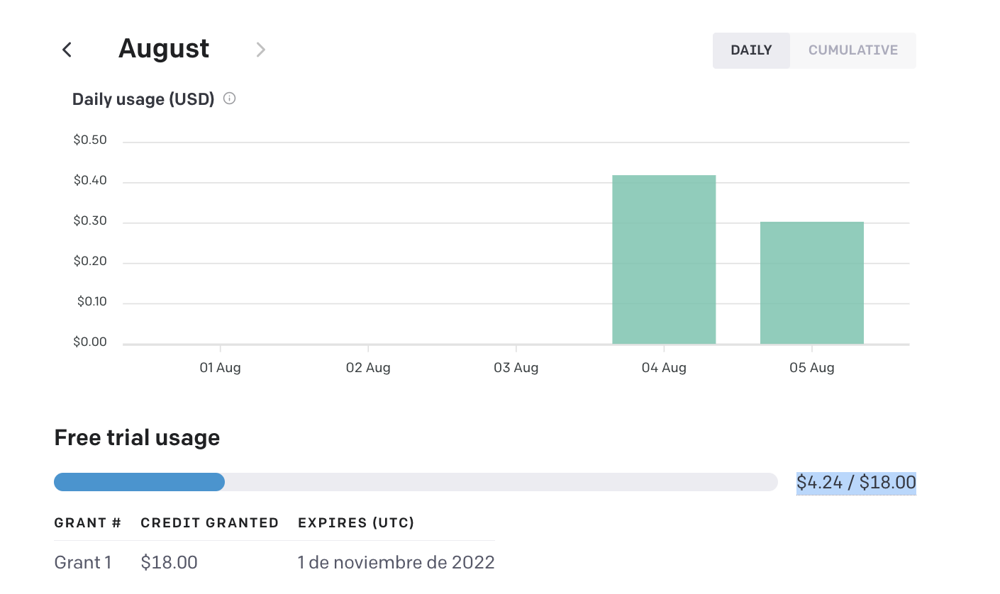 August
DAILY
CUMULATIVE
Daily usage (USD)
$0.50
$0.40
$0.30
$0.20
$0.10
$0.00
01 Aug
02 Aug
03 Aug
04 Aug
05 Aug
Free trial usage
$4.24 / $18.00
GRANT # CREDIT GRANTED EXPIRES (UTC)
Grant 1 $18.00 1 de noviembre de 2022